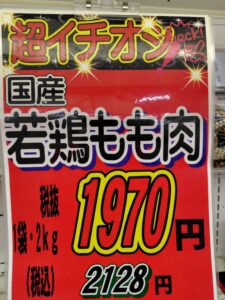 超イチオシ
国産
若鶏もも肉
税抜
1袋・2kg
1970円
(税込)
2128円